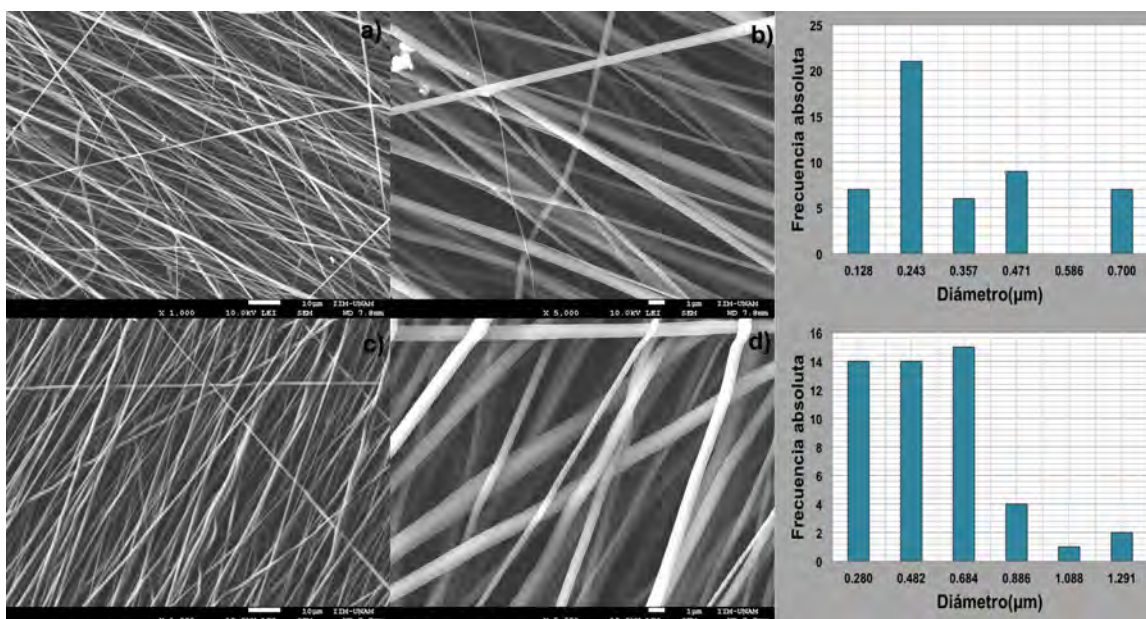 a)
10µm IIM-UNAM
X 1,000 10.0kV LEI SEM WD 7.8mm
b)
1µm IIM-UNAM
X 5,000 10.0kV LEI SEM WD 7.8mm
Frecuencia absoluta
25
20
15
10
5
0
0.128 0.243 0.357 0.471 0.586 0.700
Diámetro(µm)
c)
10µm IIM-UNAM
d)
1µm IIM-UNAM
Frecuencia absoluta
16
14
12
10
8
6
4
2
0
0.280 0.482 0.684 0.886 1.088 1.291
Diámetro(µm)